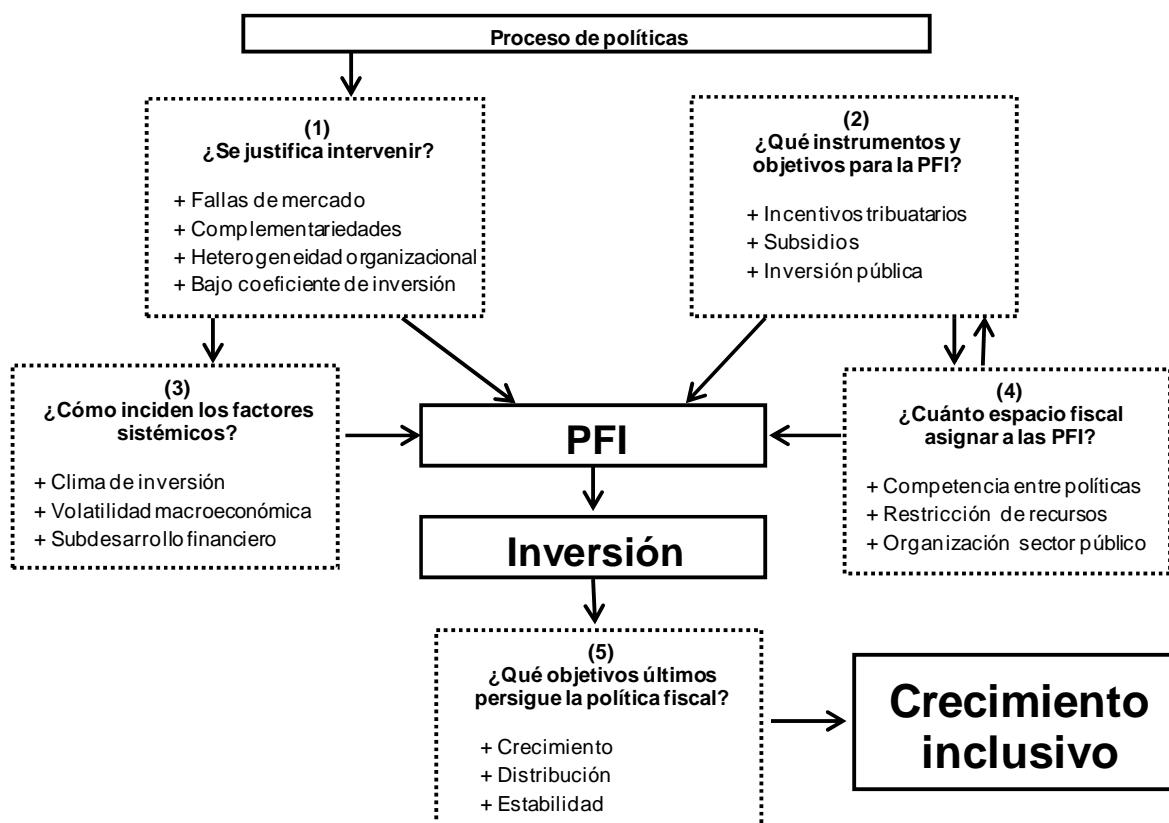 Proceso de políticas
(1)
¿Se justifica intervenir?
+ Fallas de mercado
+ Complementariedades
+ Heterogeneidad organizacional
+ Bajo coeficiente de inversión
(2)
¿Qué instrumentos y
objetivos para la PFI?
+ Incentivos tribuatarios
+ Subsidios
+ Inversión pública
(3)
¿Cómo inciden los factores
sistémicos?
+ Clima de inversión
+ Volatilidad macroeconómica
+ Subdesarrollo financiero
PFI
(4)
¿Cuánto espacio fiscal
asignar a las PFI?
+ Competencia entre políticas
+ Restricción de recursos
+ Organización sector público
Inversión
(5)
¿Qué objetivos últimos
persigue la política fiscal?
+ Crecimiento
+ Distribución
+ Estabilidad
Crecimiento
inclusivo